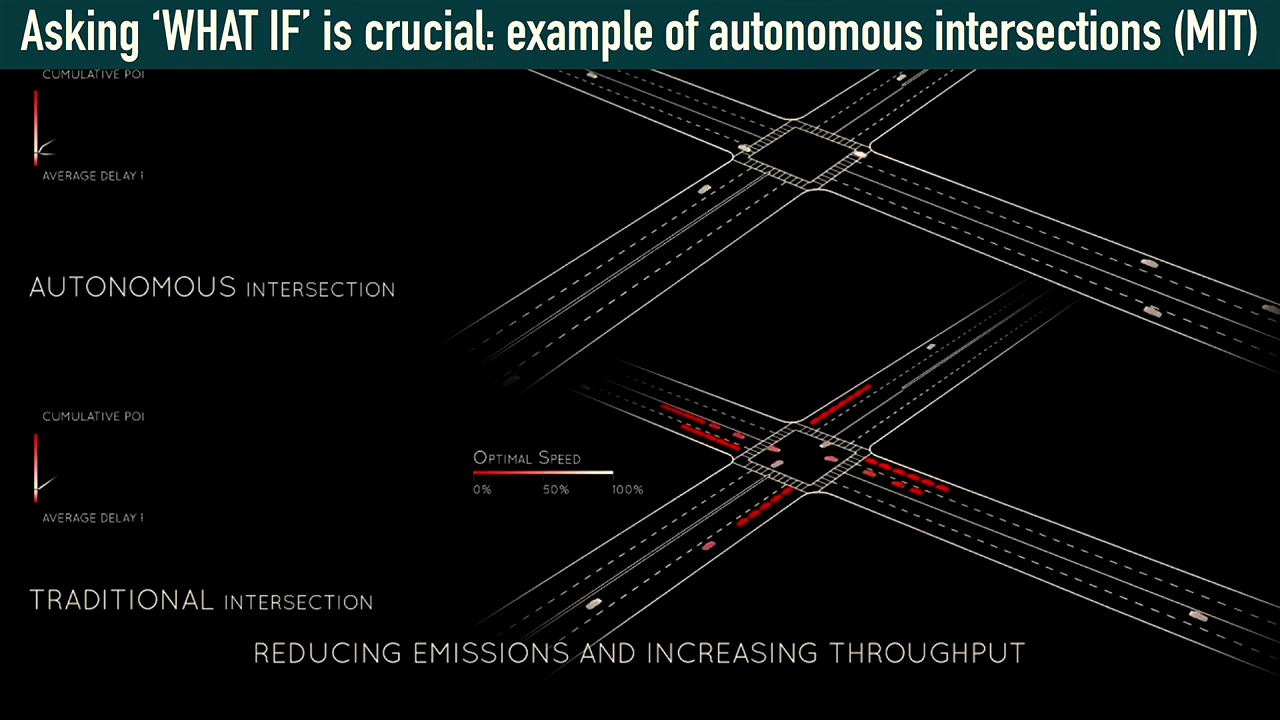 Asking ‘WHAT IF’ is crucial: example of autonomous intersections (MIT)
CUMULATIVE POI
AVERAGE DELAY
AUTONOMOUS INTERSECTION
CUMULATIVE POI
AVERAGE DELAY
OPTIMAL SPEED
0% 50% 100%
TRADITIONAL INTERSECTION
REDUCING EMISSIONS AND INCREASING THROUGHPUT